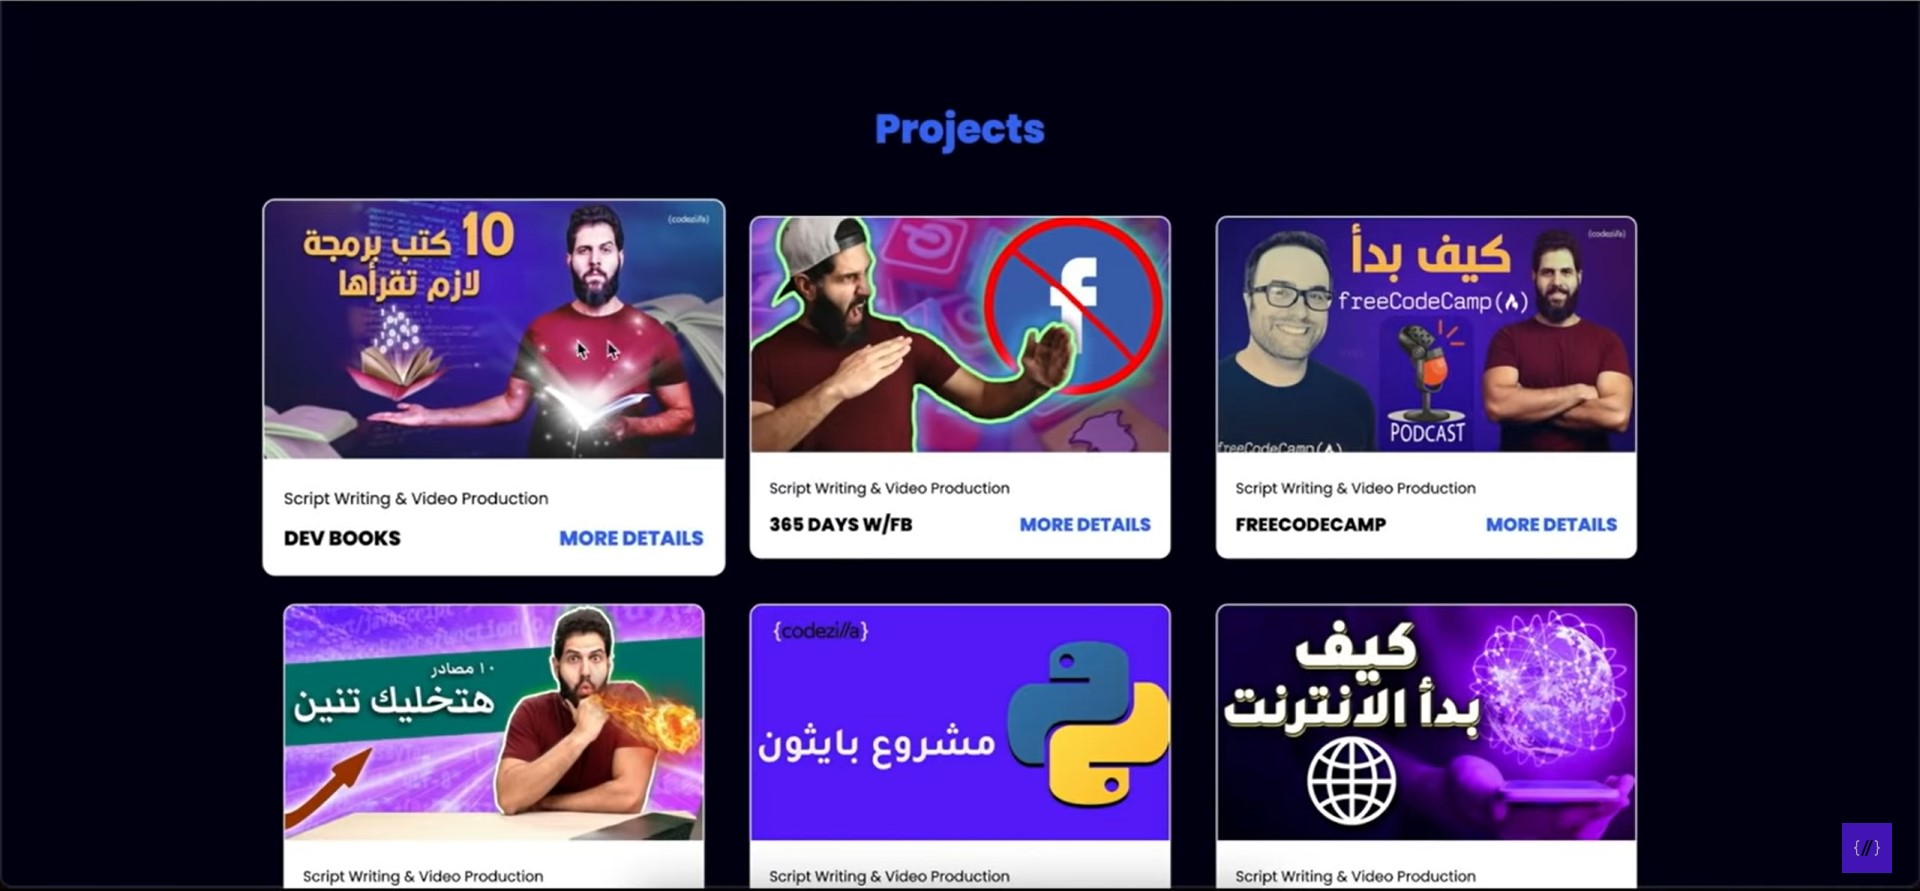 Projects
{codezilla}
10 كتب برمجة
لازم تقرأها
Script Writing & Video Production
DEV BOOKS
MORE DETAILS
Script Writing & Video Production
365 DAYS W/FB
MORE DETAILS
{codezilla}
كيف بدأ
freeCodeCamp(🔥)
PODCAST
freeCodeCamp(🔥)
Script Writing & Video Production
FREECODECAMP
MORE DETAILS
١٠ مصادر
هتخليك تنين
Script Writing & Video Production
{codezilla}
مشروع بايثون
Script Writing & Video Production
كيف
بدأ الانترنت
Script Writing & Video Production
{//}